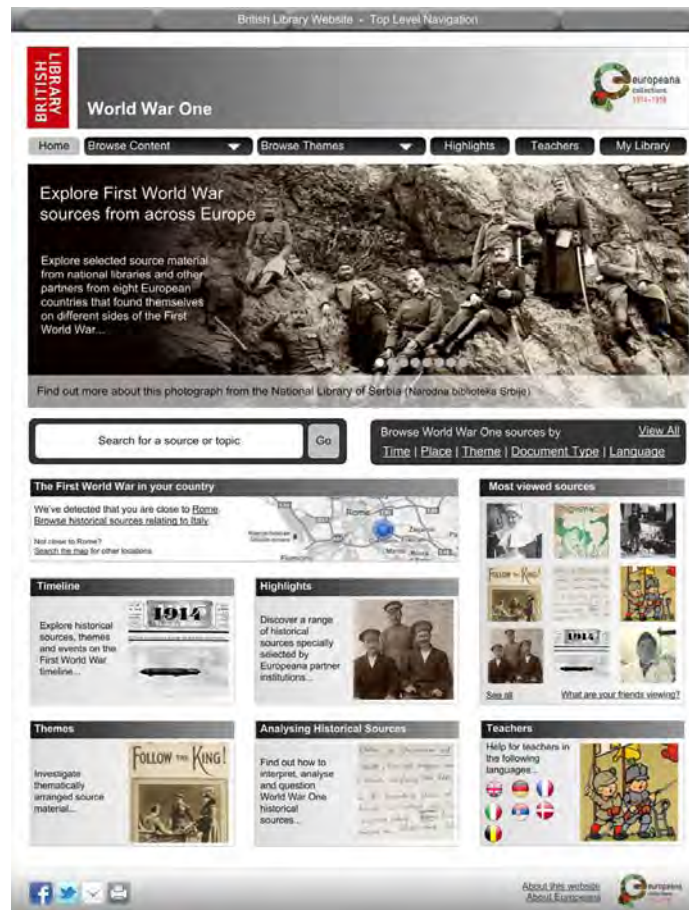 British Library Website - Top Level Navigation
BRITISH
LIBRARY
World War One
europeana
collections
1914-1918
Home
Browse Content
Browse Themes
Highlights
Teachers
My Library
Explore First World War
sources from across Europe
Explore selected source material
from national libraries and other
partners from eight European
countries that found themselves
on different sides of the First
World War...
Find out more about this photograph from the National Library of Serbia (Narodna biblioteka Srbije)
Search for a source or topic
Go
Browse World War One sources by
View All
Time | Place | Theme | Document Type | Language
The First World War in your country
We've detected that you are close to Rome.
Browse historical sources relating to Italy.
Not close to Rome?
Search the map for other locations.
Rome
Most viewed sources
FOLLOW THE KING!
1914
See all
What are your friends viewing?
Timeline
Explore historical
sources, themes
and events on the
First World War
timeline...
1914
Highlights
Discover a range
of historical
sources specially
selected by
Europeana partner
institutions...
Themes
Investigate
thematically
arranged source
material...
FOLLOW THE KING!
Analysing Historical Sources
Find out how to
interpret, analyse
and question
World War One
historical
sources...
Teachers
Help for teachers in
the following
languages...
About this website
About Europeana
europeana
collections